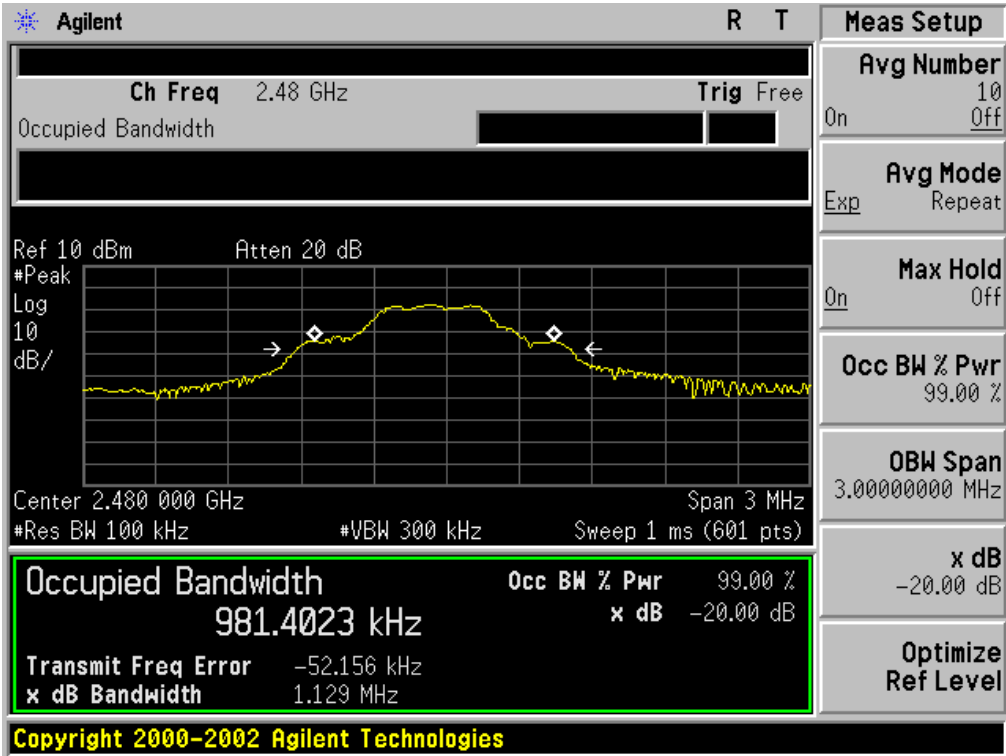 Agilent R T
Ch Freq 2.48 GHz Trig Free
Occupied Bandwidth
Ref 10 dBm Atten 20 dB
#Peak
Log
10
dB/
Center 2.480 000 GHz Span 3 MHz
#Res BW 100 kHz #VBW 300 kHz Sweep 1 ms (601 pts)
Occupied Bandwidth
981.4023 kHz
Occ BW % Pwr 99.00 %
x dB -20.00 dB
Transmit Freq Error -52.156 kHz
x dB Bandwidth 1.129 MHz
Copyright 2000-2002 Agilent Technologies
Meas Setup
Avg Number
10
On Off
Avg Mode
Exp Repeat
Max Hold
On Off
Occ BW % Pwr
99.00 %
OBW Span
3.00000000 MHz
x dB
-20.00 dB
Optimize
Ref Level